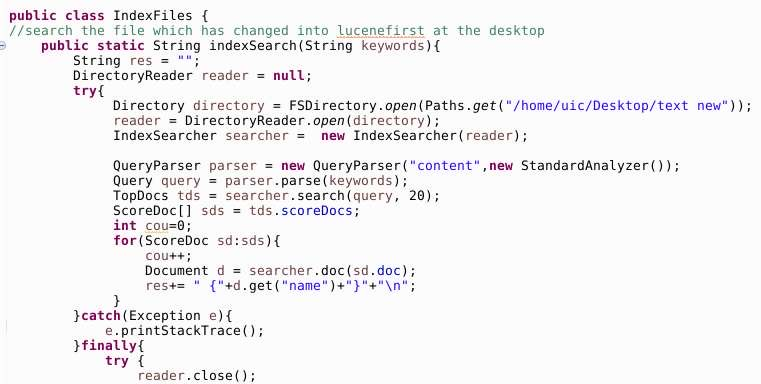 public class IndexFiles {
//search the file which has changed into lucenefirst at the desktop
public static String indexSearch(String keywords){
String res = "";
DirectoryReader reader = null;
try{
Directory directory = FSDirectory.open(Paths.get("/home/uic/Desktop/text new"));
reader = DirectoryReader.open(directory);
IndexSearcher searcher =  new IndexSearcher(reader);
QueryParser parser = new QueryParser("content",new StandardAnalyzer());
Query query = parser.parse(keywords);
TopDocs tds = searcher.search(query, 20);
ScoreDoc[] sds = tds.scoreDocs;
int cou=0;
for(ScoreDoc sd:sds){
cou++;
Document d = searcher.doc(sd.doc);
res+= " {"+d.get("name")+"}"+"\n";
}
}catch(Exception e){
e.printStackTrace();
}finally{
try {
reader.close();